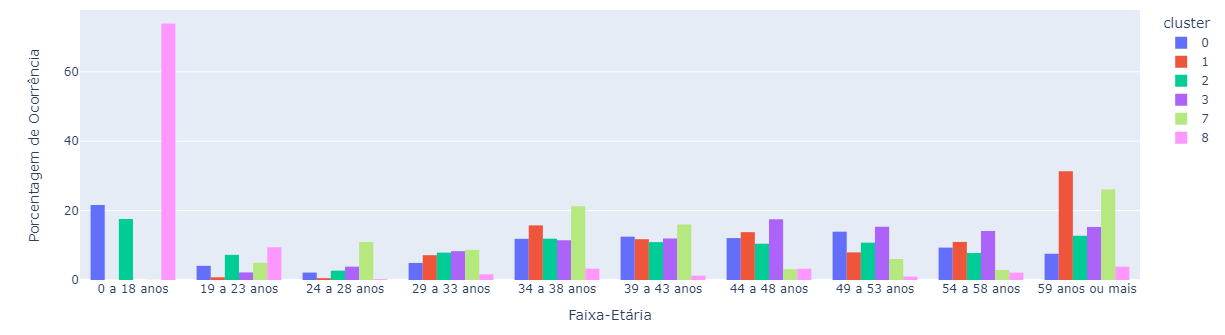 Porcentagem de Ocorrência
60
40
20
0
0 a 18 anos
19 a 23 anos
24 a 28 anos
29 a 33 anos
34 a 38 anos
39 a 43 anos
44 a 48 anos
49 a 53 anos
54 a 58 anos
59 anos ou mais
Faixa-Etária
cluster
0
1
2
3
7
8